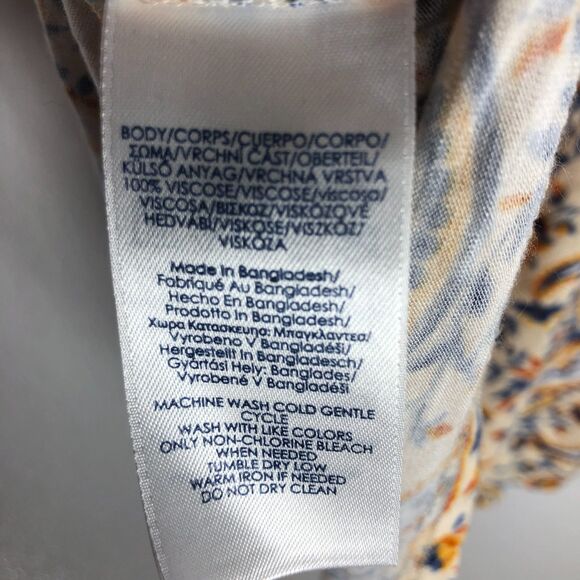 BODY/CORPS/CUERPO/CORPO/
ΣΩΜΑ/VRCHNÍ ČÁST/OBERTEIL/
KÜLSŐ ANYAG/VRCHNA VRSTVA
100% VISCOSE/VISCOSE/viscosa/
VISCOSA/ΒΙΣΚΟΖ/VISKÓZOVÉ
HEDVÁBÍ/VISKOSE/VISZKÓZ/
VISKÓZA
Made In Bangladesh/
Fabriqué Au Bangladesh/
Hecho En Bangladesh/
Prodotto In Bangladesh/
Χωρα Κατασκευησ: Μπαγκλαντεσ/
Vyrobeno V Bangladéši/
Hergestellt In Bangladesch/
Gyártási Hely: Banglades/
Vyrobené V Bangladéši
MACHINE WASH COLD GENTLE
CYCLE
WASH WITH LIKE COLORS
ONLY NON-CHLORINE BLEACH
WHEN NEEDED
TUMBLE DRY LOW
WARM IRON IF NEEDED
DO NOT DRY CLEAN